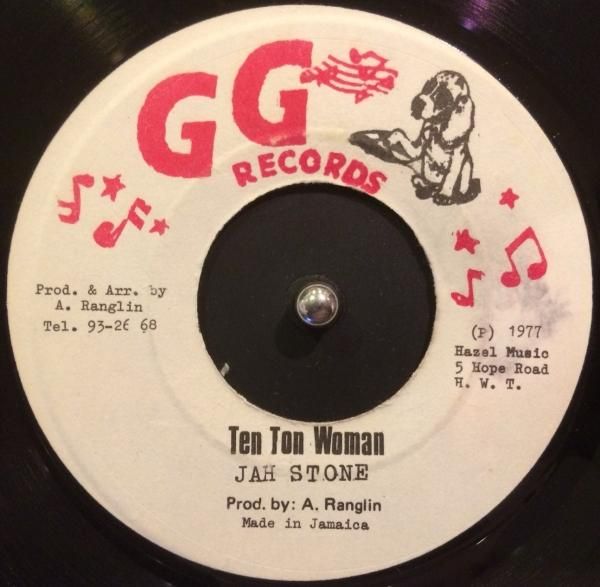 GG
RECORDS
Prod. & Arr. by
A. Ranglin
Tel. 93-26 68
(P) 1977
Hazel Music
5 Hope Road
H. W. T.
Ten Ton Woman
JAH STONE
Prod. by: A. Ranglin
Made in Jamaica